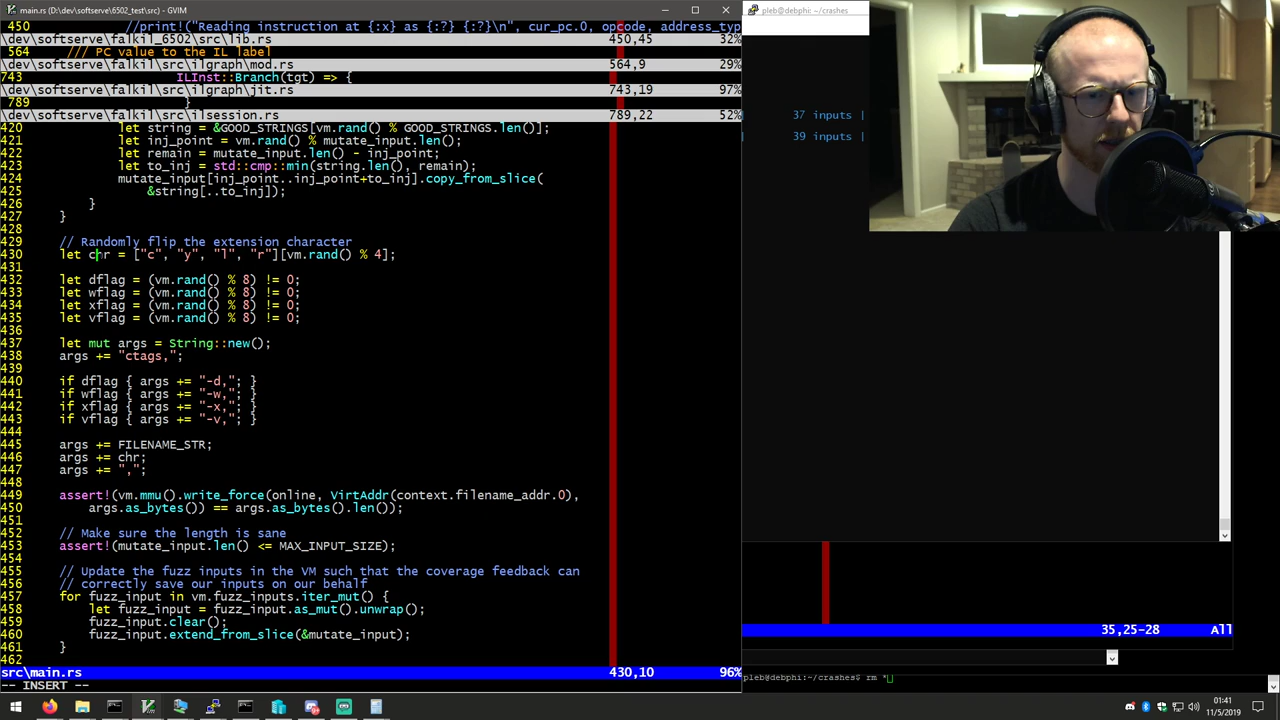 main.rs (D:\dev\softserve\6502_test\src) - GVIM
pleb@debphi: ~/crashes
450 //print!("Reading instruction at {:x} as {:?} {:?}\n", cur_pc.0, opcode, address_typ
\dev\softserve\falkil_6502\src\lib.rs 450,45 32%
564 /// PC value to the IL label
\dev\softserve\falkil\src\ilgraph\mod.rs 564,9 29%
743 ILInst::Branch(tgt) => {
\dev\softserve\falkil\src\ilgraph\jit.rs 743,19 97%
789 }
\dev\softserve\falkil\src\ilsession.rs 789,22 52%
420 let string = &GOOD_STRINGS[vm.rand() % GOOD_STRINGS.len()];
421 let inj_point = vm.rand() % mutate_input.len();
422 let remain = mutate_input.len() - inj_point;
423 let to_inj = std::cmp::min(string.len(), remain);
424 mutate_input[inj_point..inj_point+to_inj].copy_from_slice(
425 &string[..to_inj]);
426 }
427 }
428
429 // Randomly flip the extension character
430 let chr = ["c", "y", "l", "r"][vm.rand() % 4];
431
432 let dflag = (vm.rand() % 8) != 0;
433 let wflag = (vm.rand() % 8) != 0;
434 let xflag = (vm.rand() % 8) != 0;
435 let vflag = (vm.rand() % 8) != 0;
436
437 let mut args = String::new();
438 args += "ctags,";
439
440 if dflag { args += "-d,"; }
441 if wflag { args += "-w,"; }
442 if xflag { args += "-x,"; }
443 if vflag { args += "-v,"; }
444
445 args += FILENAME_STR;
446 args += chr;
447 args += ",";
448
449 assert!(vm.mmu().write_force(online, VirtAddr(context.filename_addr.0),
450 args.as_bytes()) == args.as_bytes().len());
451
452 // Make sure the length is sane
453 assert!(mutate_input.len() <= MAX_INPUT_SIZE);
454
455 // Update the fuzz inputs in the VM such that the coverage feedback can
456 // correctly save our inputs on our behalf
457 for fuzz_input in vm.fuzz_inputs.iter_mut() {
458 let fuzz_input = fuzz_input.as_mut().unwrap();
459 fuzz_input.clear();
460 fuzz_input.extend_from_slice(&mutate_input);
461 }
462
src\main.rs 430,10 96%
-- INSERT --
37 inputs |
39 inputs |
35,25-28 All
pleb@debphi:~/crashes$ rm *
01:41
11/5/2019